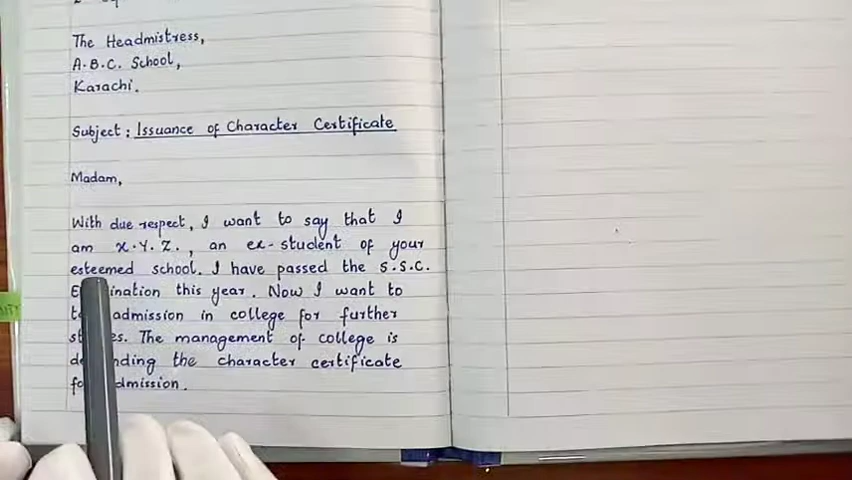 The Headmistress,
A.B.C. School,
Karachi.
Subject: Issuance of Character Certificate
Madam,
With due respect, I want to say that I
am X.Y.Z., an ex-student of your
esteemed school. I have passed the S.S.C.
this year. Now I want to
admission in college for further
The management of college is
the character certificate